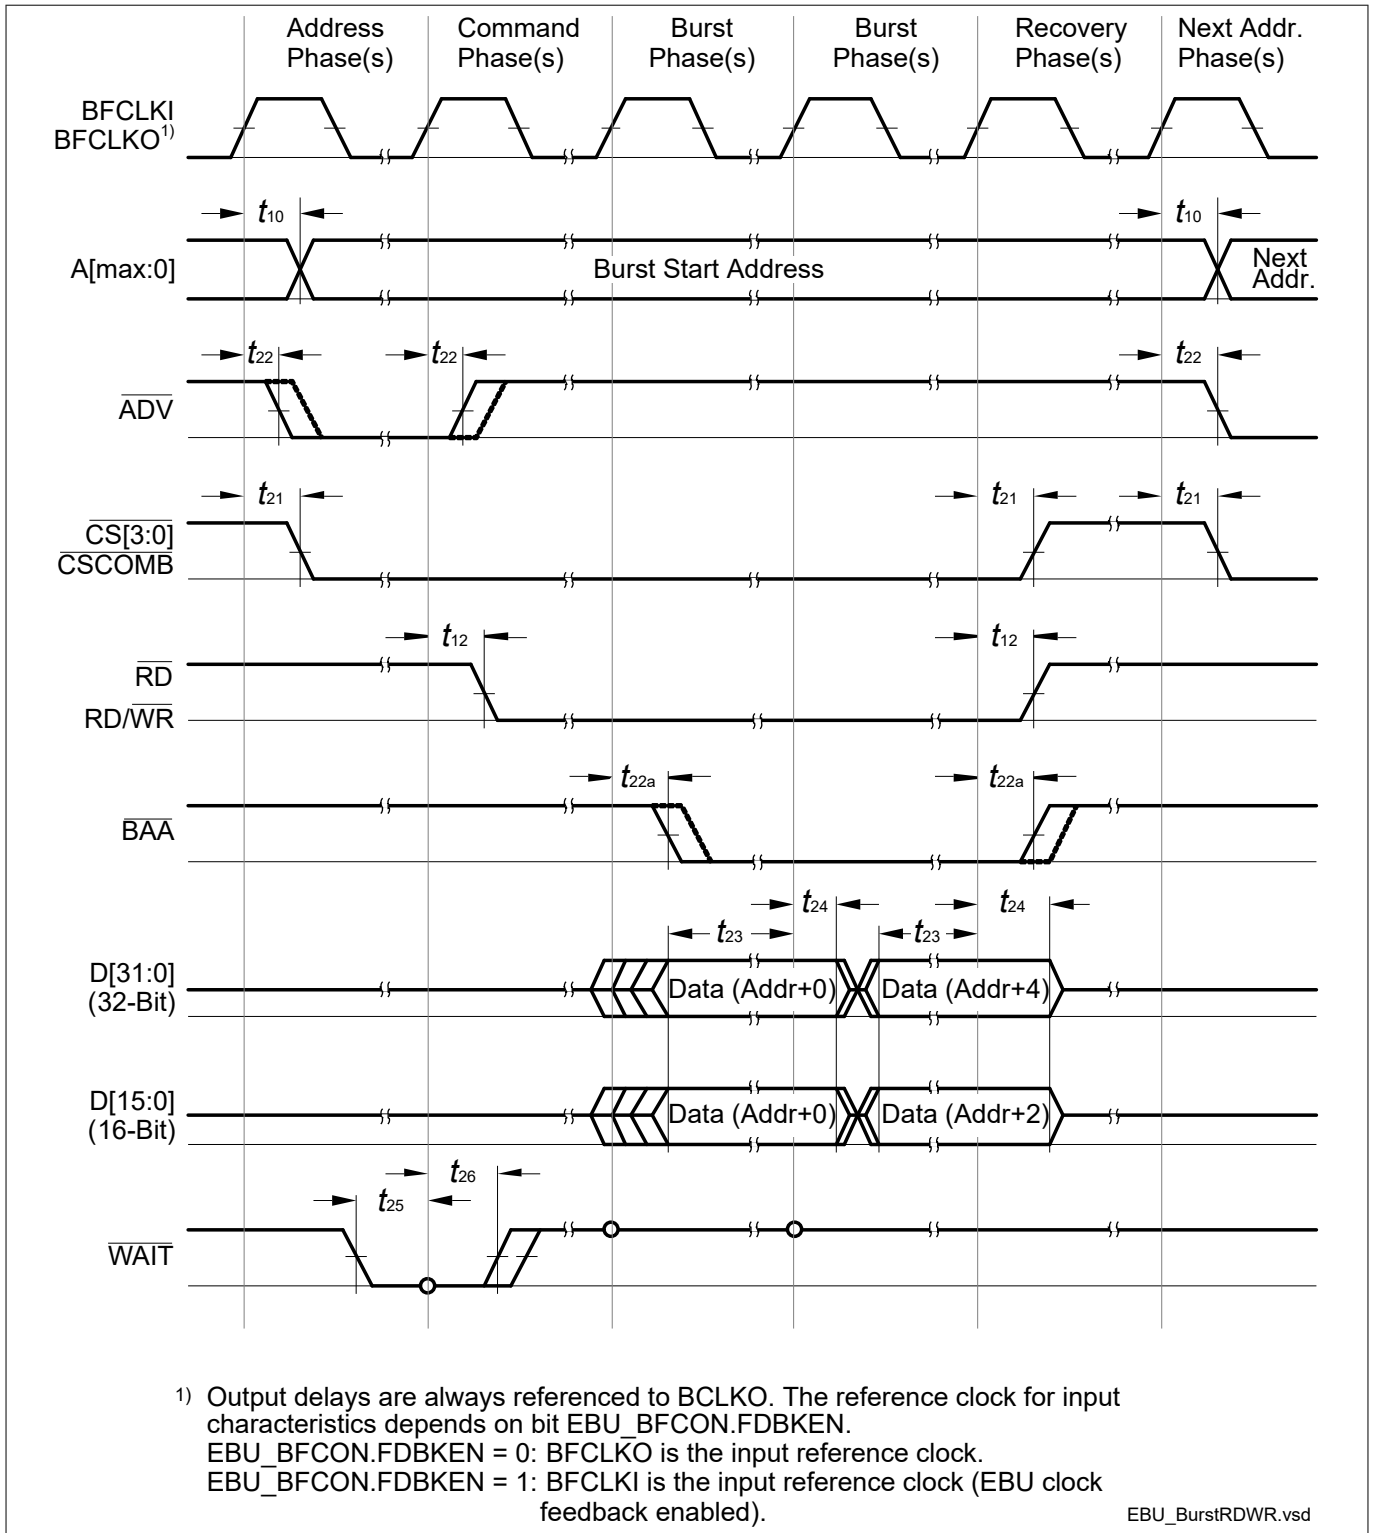 Address Phase(s)
Command Phase(s)
Burst Phase(s)
Burst Phase(s)
Recovery Phase(s)
Next Addr. Phase(s)
BFCLKI
BFCLKO1)
t10
t10
A[max:0]
Burst Start Address
Next Addr.
t22
t22
t22
ADV
t21
t21
t21
CS[3:0]
CSCOMB
t12
t12
RD
RD/WR
t22a
t22a
BAA
t24
t24
t23
t23
D[31:0]
(32-Bit)
Data (Addr+0)
Data (Addr+4)
D[15:0]
(16-Bit)
Data (Addr+0)
Data (Addr+2)
t26
t25
WAIT
1) Output delays are always referenced to BCLKO. The reference clock for input
characteristics depends on bit EBU_BFCON.FDBKEN.
EBU_BFCON.FDBKEN = 0: BFCLKO is the input reference clock.
EBU_BFCON.FDBKEN = 1: BFCLKI is the input reference clock (EBU clock
feedback enabled).
EBU_BurstRDWR.vsd